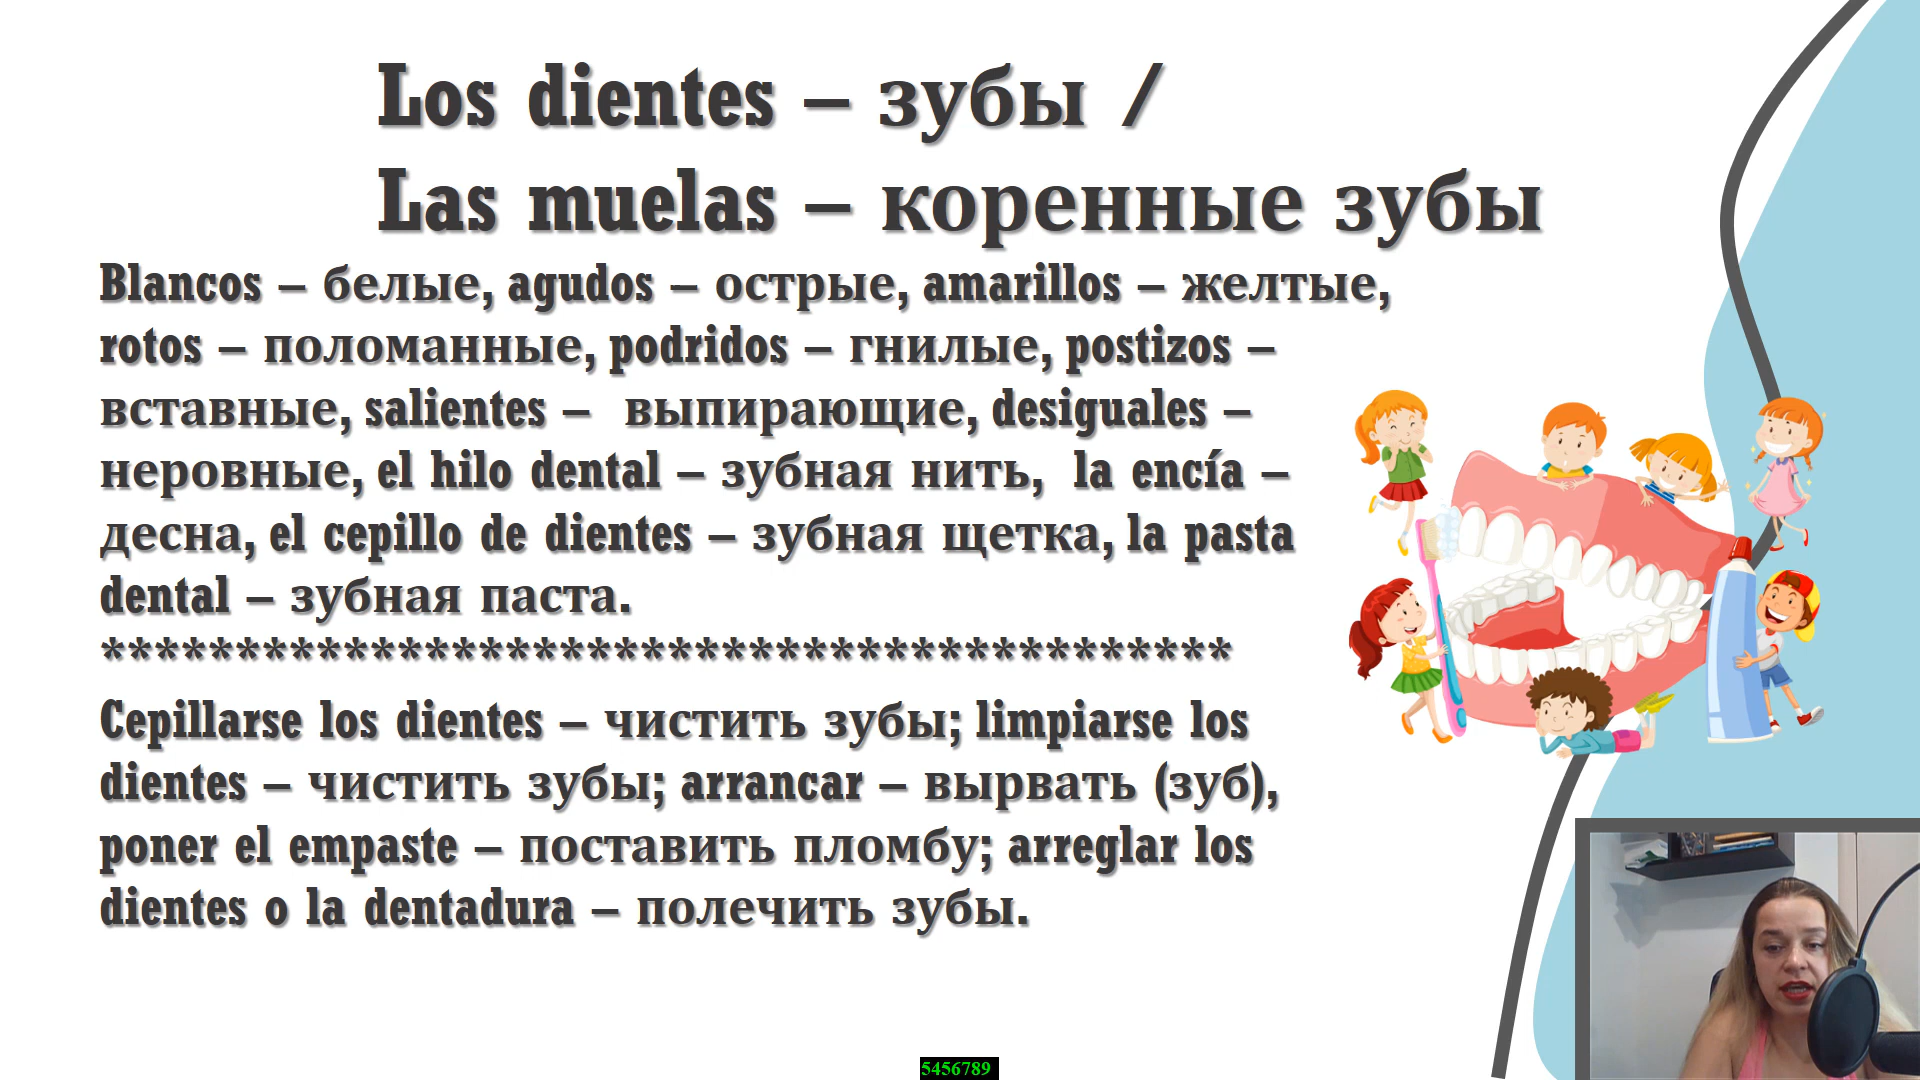 Los dientes – зубы /
Las muelas – коренные зубы
Blancos – белые, agudos – острые, amarillos – желтые,
rotos – поломанные, podridos – гнилые, postizos –
вставные, salientes –  выпирающие, desiguales –
неровные, el hilo dental – зубная нить,  la encía –
десна, el cepillo de dientes – зубная щетка, la pasta
dental – зубная паста.
******************************************
Cepillarse los dientes – чистить зубы; limpiarse los
dientes – чистить зубы; arrancar – вырвать (зуб),
poner el empaste – поставить пломбу; arreglar los
dientes o la dentadura – полечить зубы.
5456789